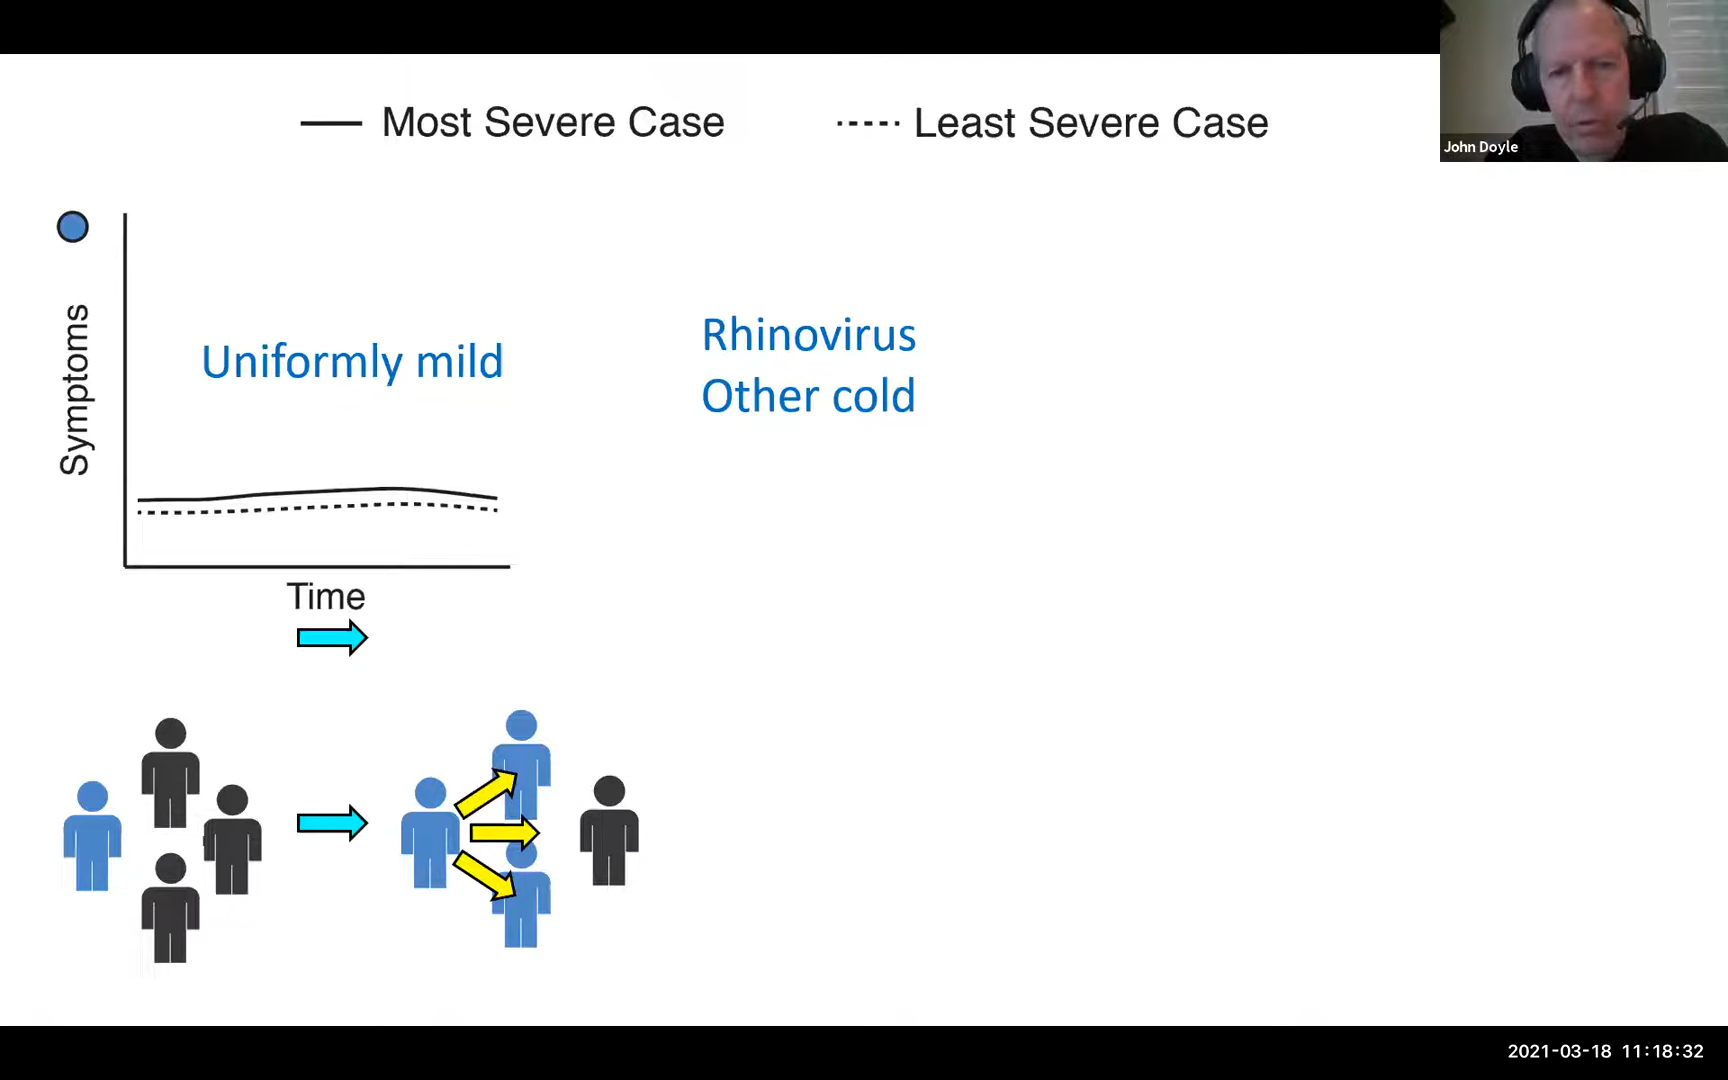 Most Severe Case
Least Severe Case
John Doyle
Symptoms
Uniformly mild
Rhinovirus
Other cold
Time
2021-03-18 11:18:32